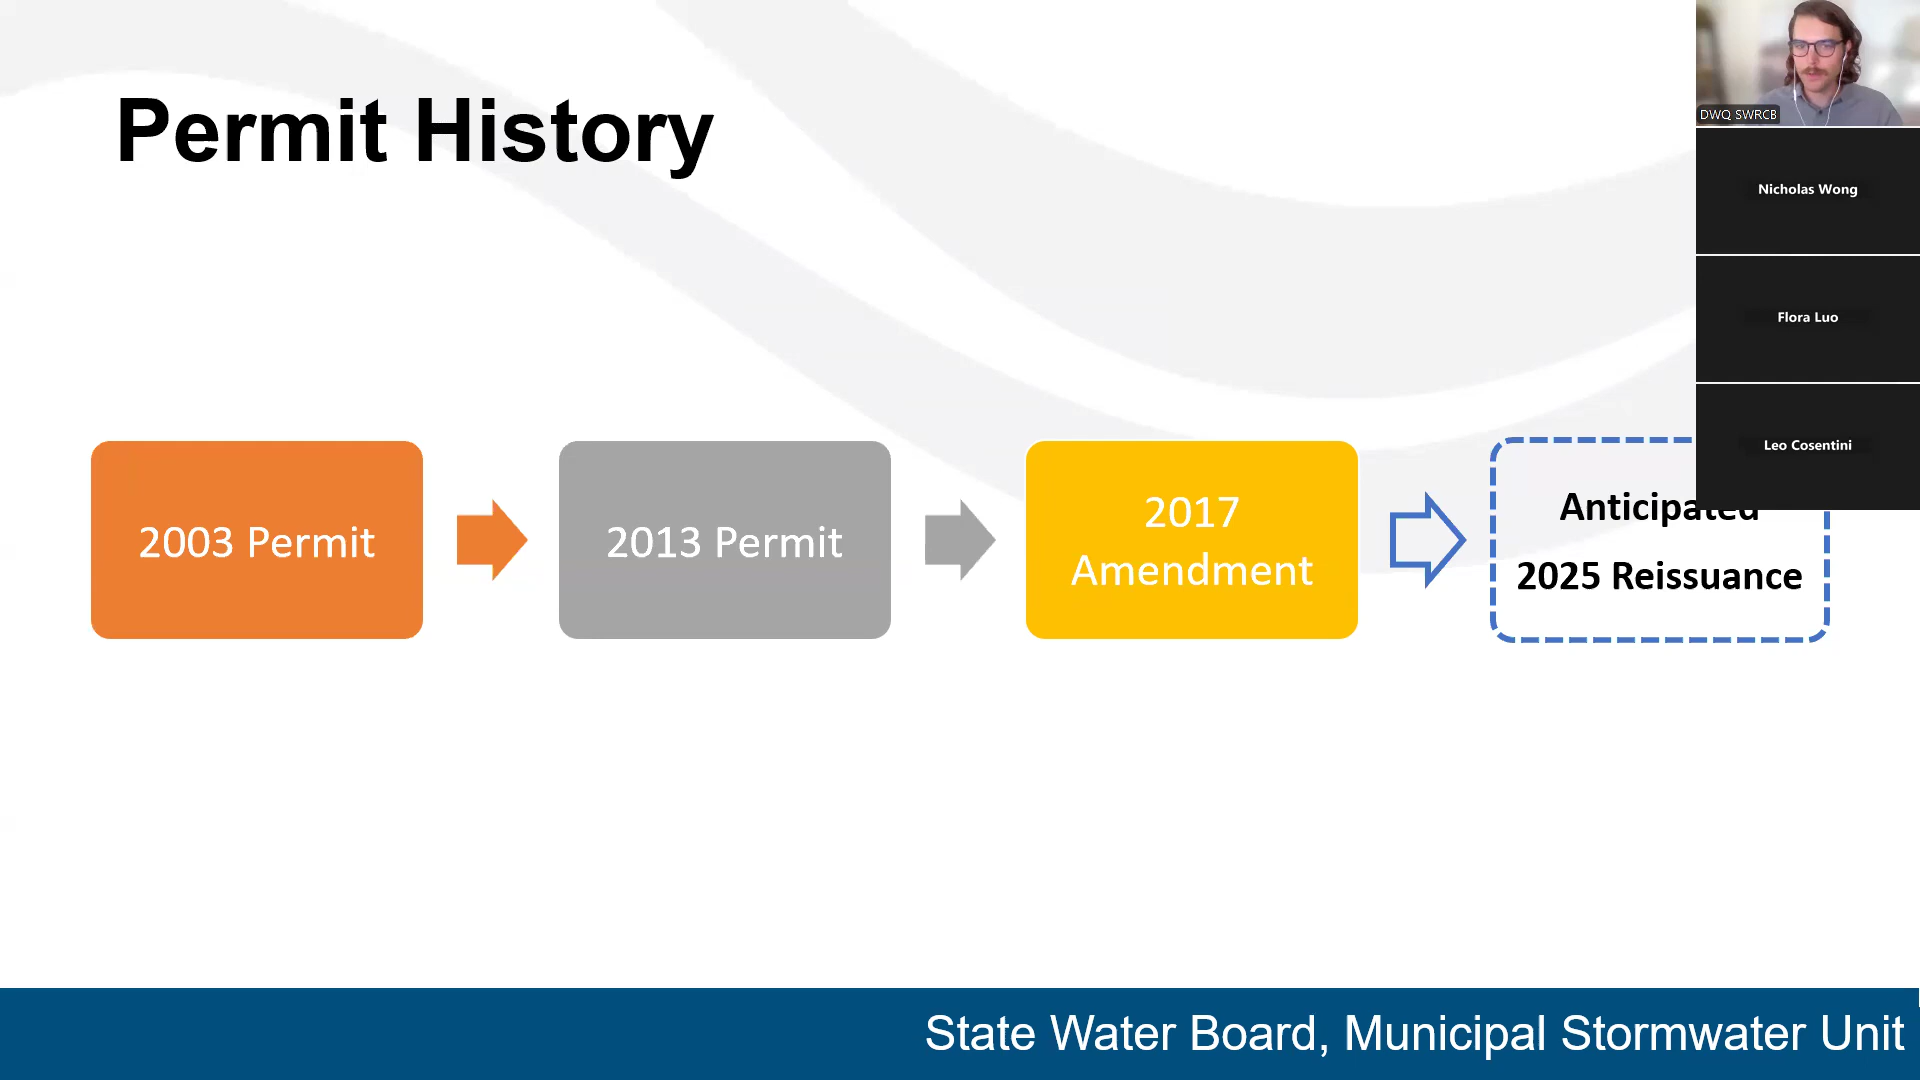 Permit History
DWQ SWRCB
Nicholas Wong
Flora Luo
Leo Cosentini
2003 Permit
2013 Permit
2017
Amendment
Anticipated
2025 Reissuance
State Water Board, Municipal Stormwater Unit